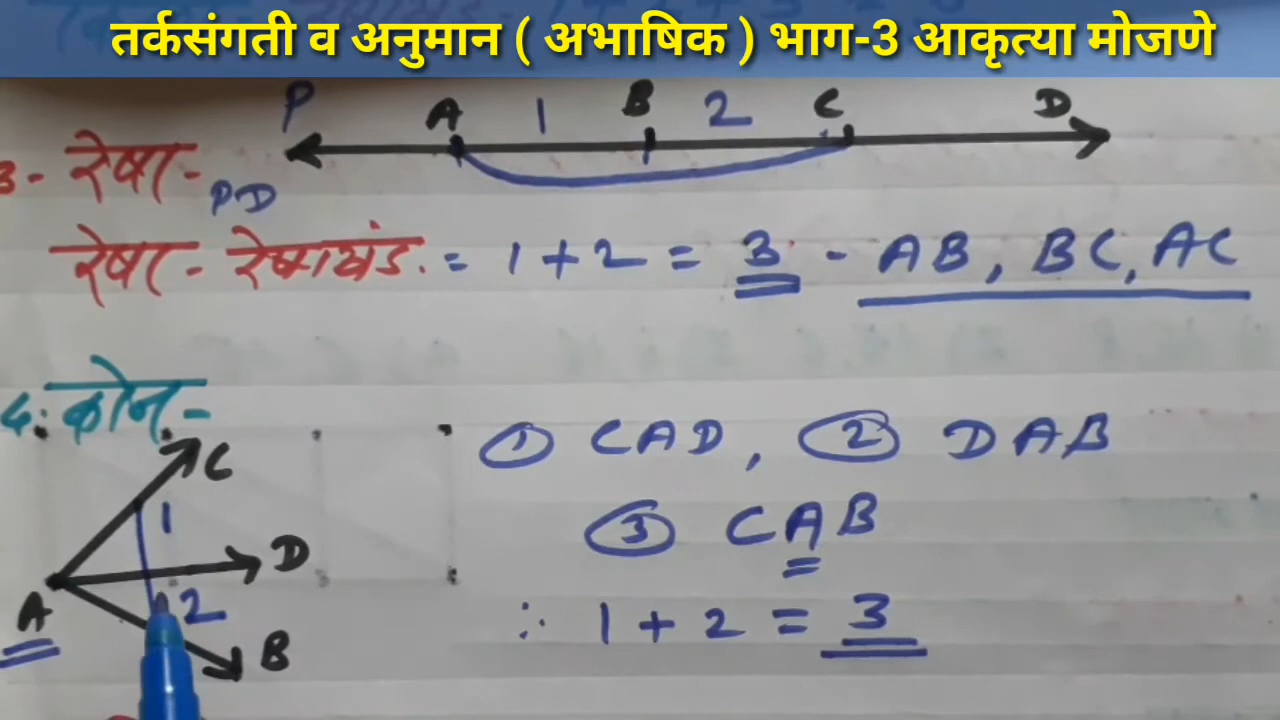 तर्कसंगती व अनुमान ( अभाषिक ) भाग-3 आकृत्या मोजणे
P A 1 B 2 C D
3- रेषा-
PD
रेषा- रेषाखंड. = 1+2 = 3 - AB, BC, AC
4. कोन-
① CAD, ② DAB
③ CAB
∴ 1+2 = 3
C
1
D
A 2
B